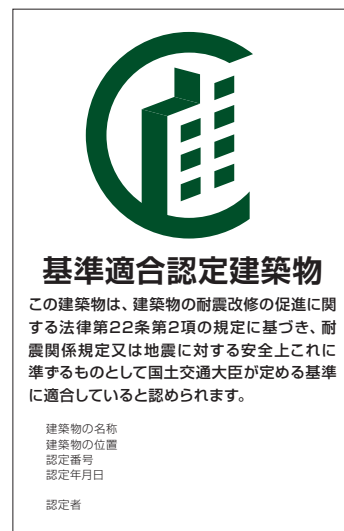 基準適合認定建築物
この建築物は、建築物の耐震改修の促進に関
する法律第22条第2項の規定に基づき、耐
震関係規定又は地震に対する安全上これに
準ずるものとして国土交通大臣が定める基準
に適合していると認められます。
建築物の名称
建築物の位置
認定番号
認定年月日
認定者